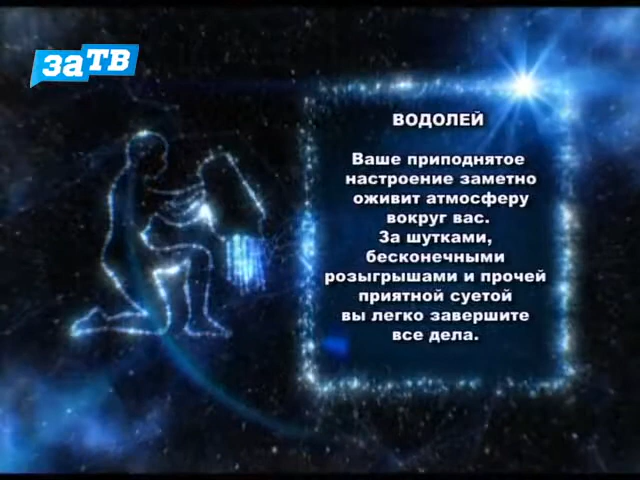 заТВ
ВОДОЛЕЙ
Ваше приподнятое
настроение заметно
оживит атмосферу
вокруг вас.
За шутками,
бесконечными
розыгрышами и прочей
приятной суетой
вы легко завершите
все дела.